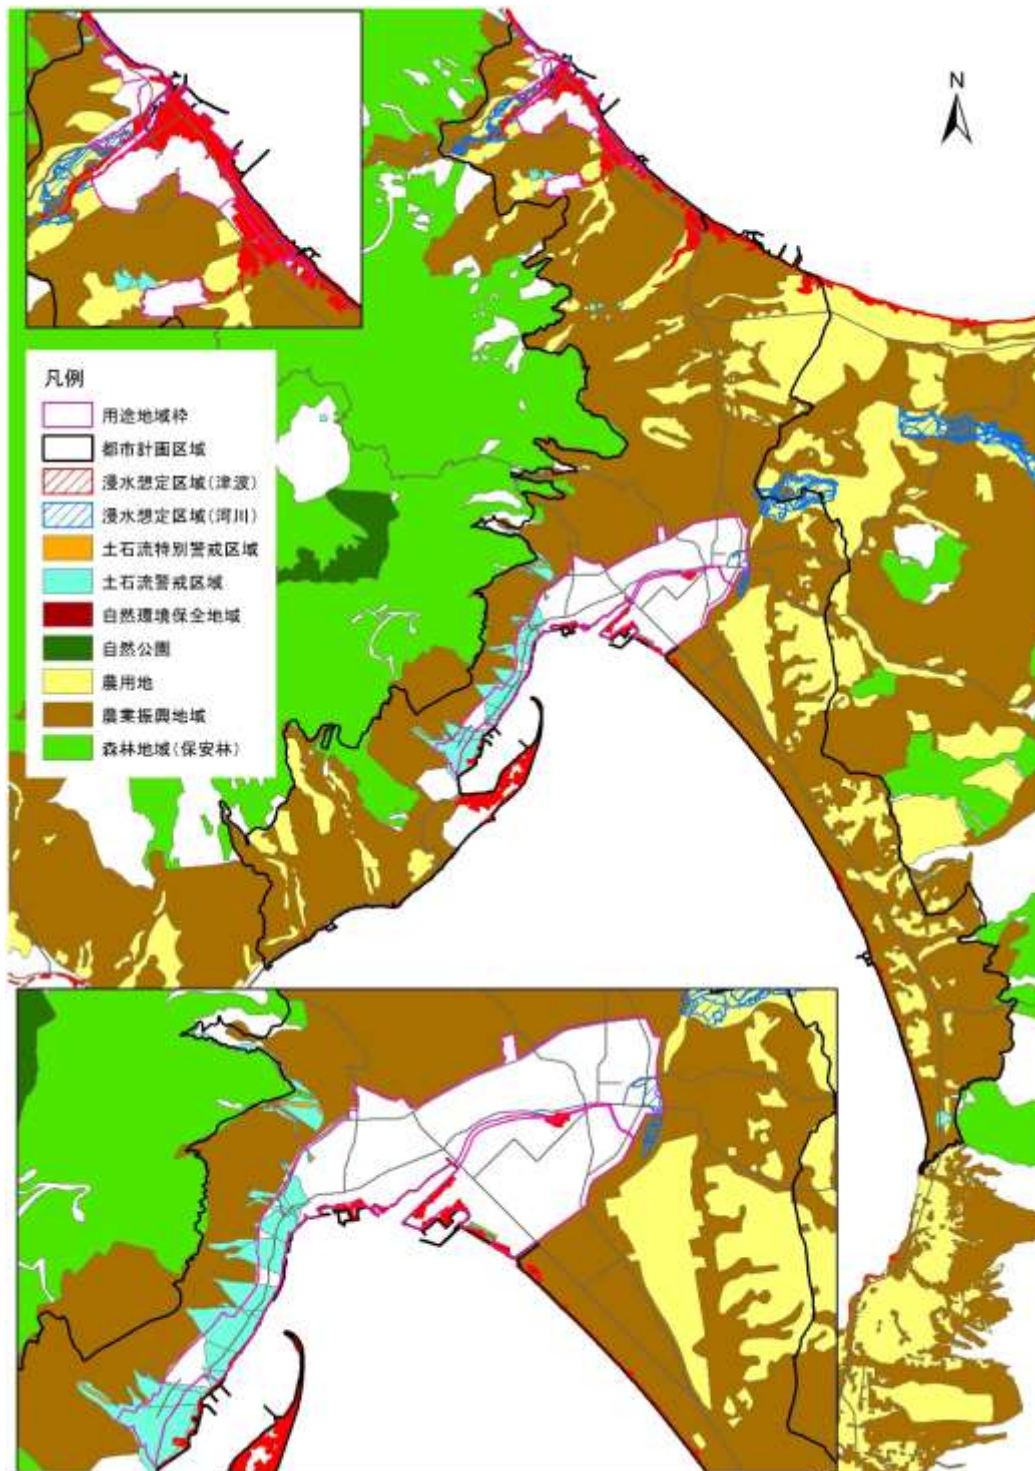 N
凡例
用途地域枠
都市計画区域
浸水想定区域(津波)
浸水想定区域(河川)
土石流特別警戒区域
土石流警戒区域
自然環境保全地域
自然公園
農用地
農業振興地域
森林地域(保安林)